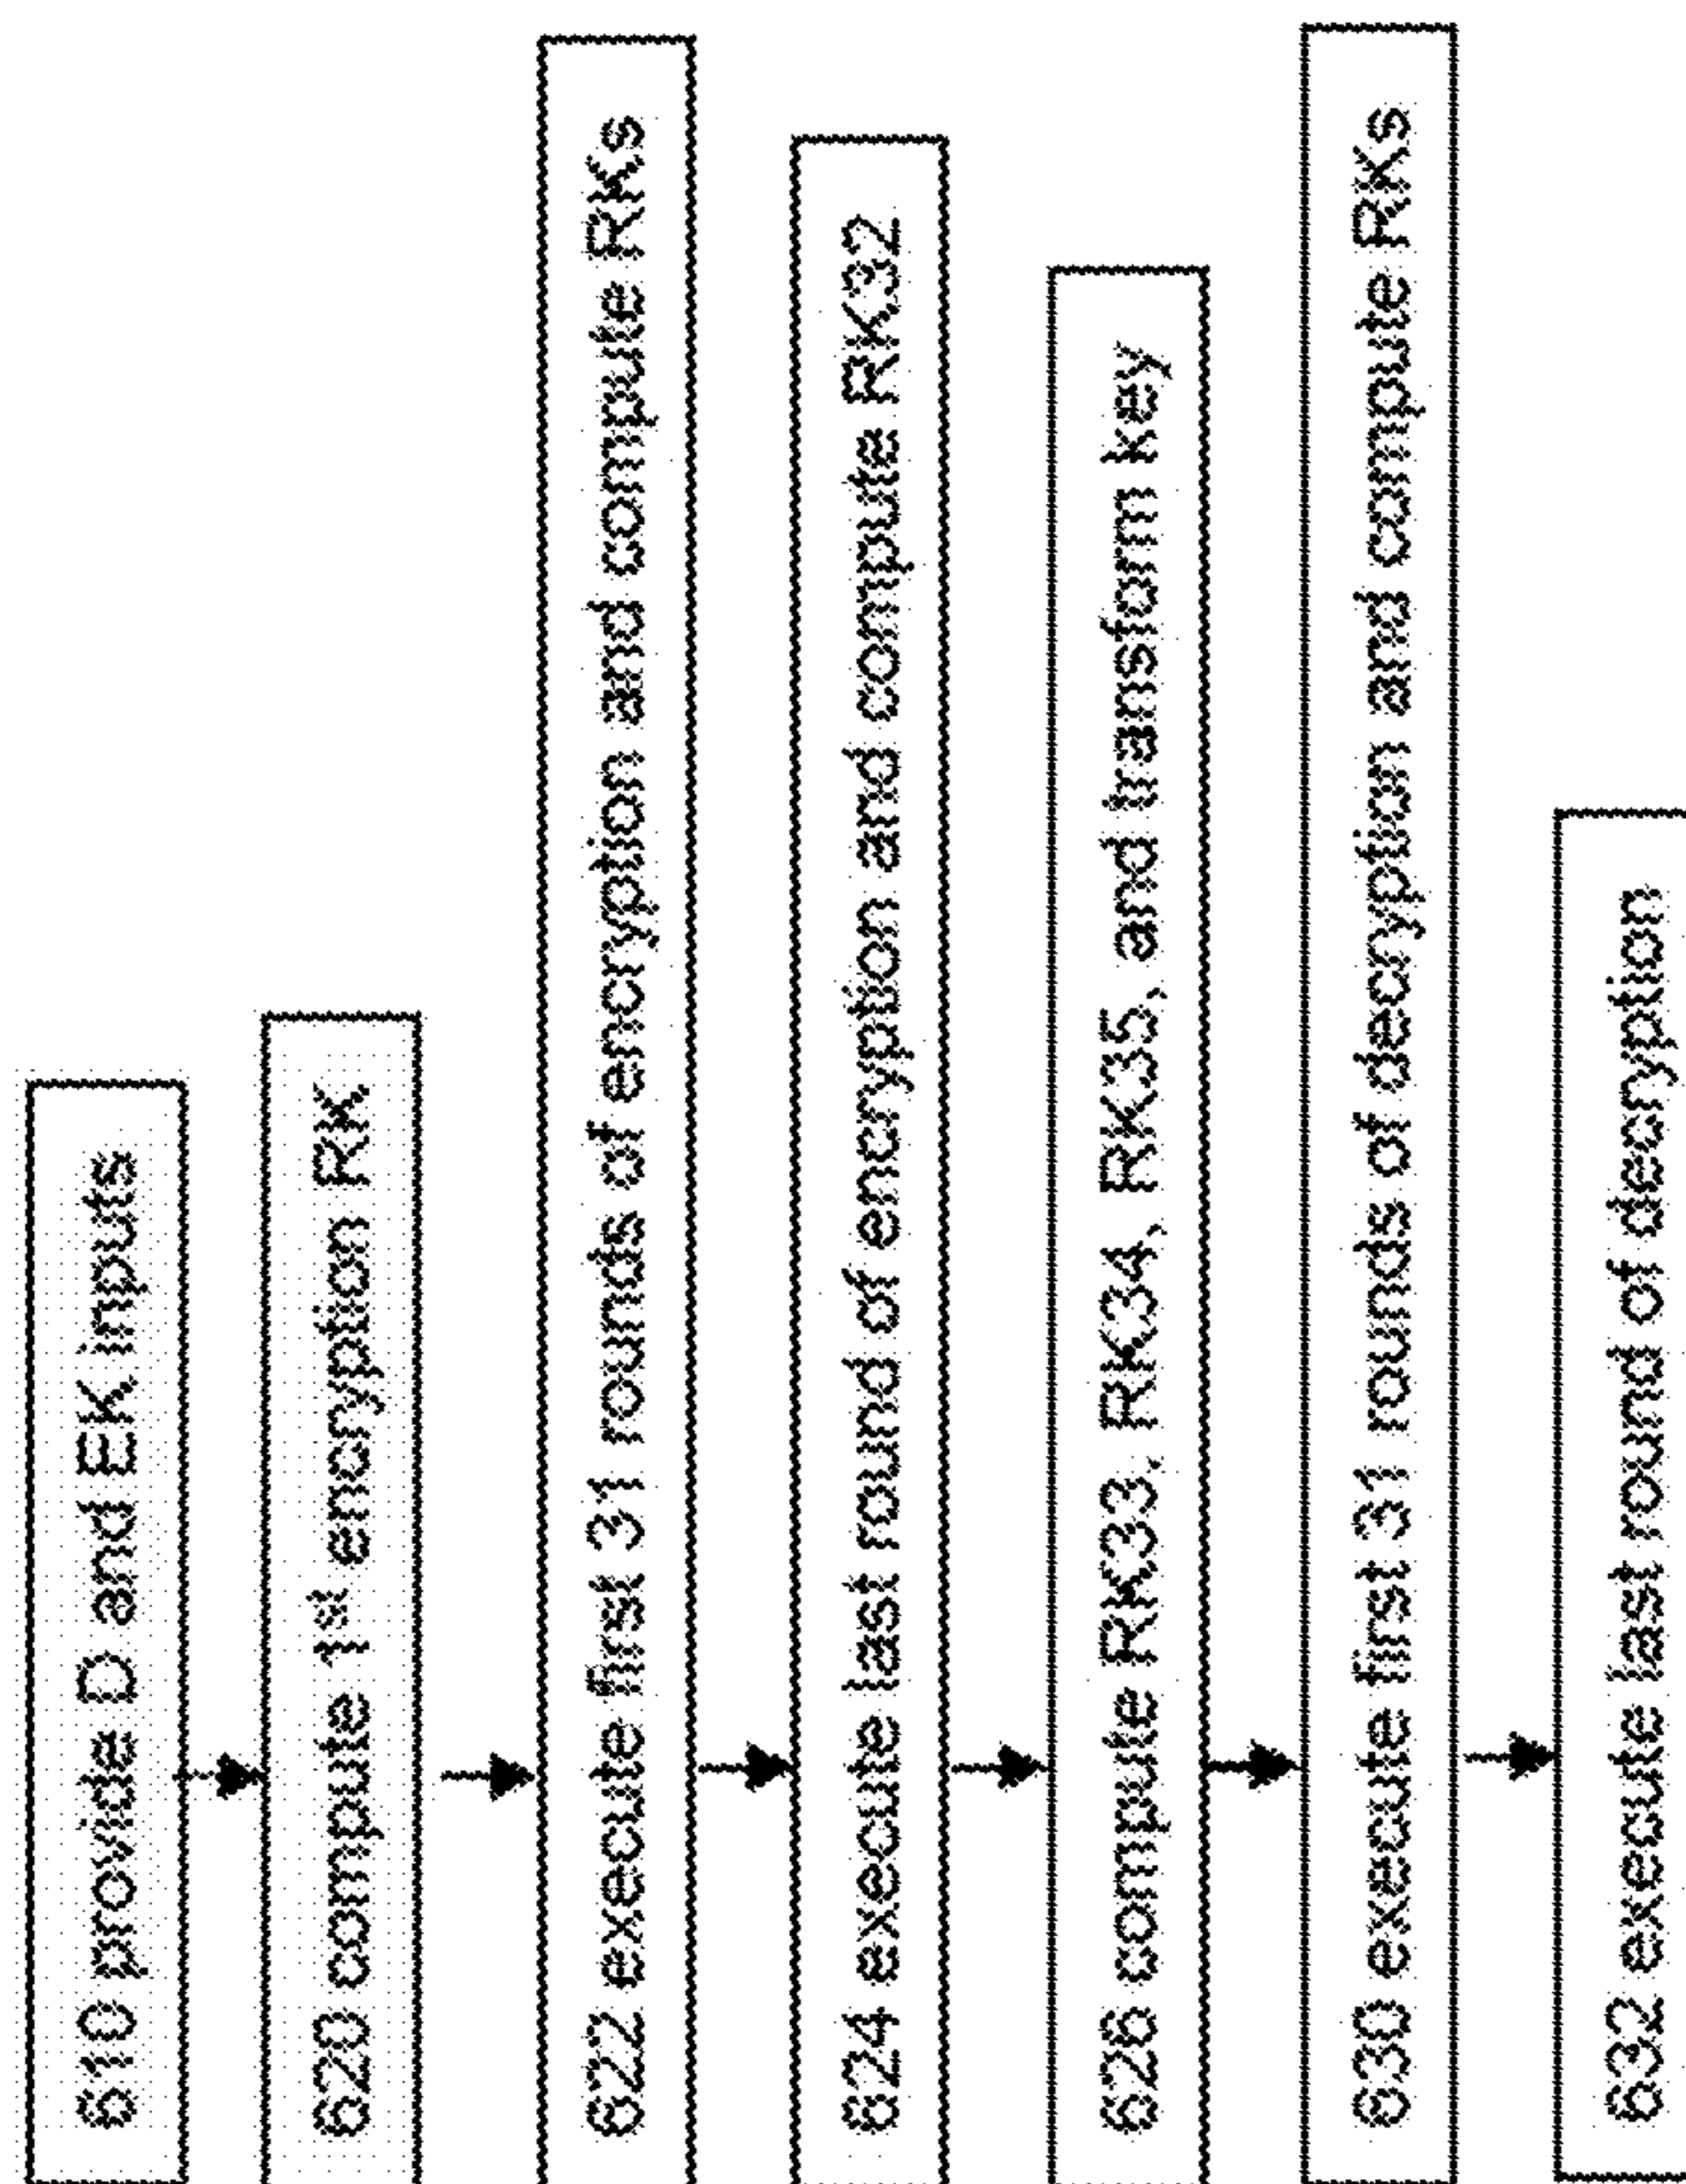 610 provide D and EK inputs
620 compute 1st encryption RK
622 execute first 31 rounds of encryption and compute RKs
624 execute last round of encryption and compute RK32
626 compute RK33, RK34, RK35, and transform key
630 execute first 31 rounds of decryption and compute RKs
632 execute last round of decryption